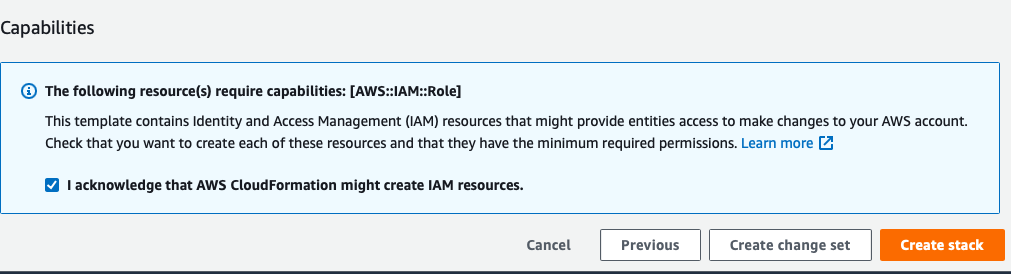 Capabilities
The following resource(s) require capabilities: [AWS::IAM::Role]
This template contains Identity and Access Management (IAM) resources that might provide entities access to make changes to your AWS account.
Check that you want to create each of these resources and that they have the minimum required permissions. Learn more
I acknowledge that AWS CloudFormation might create IAM resources.
Cancel Previous Create change set Create stack